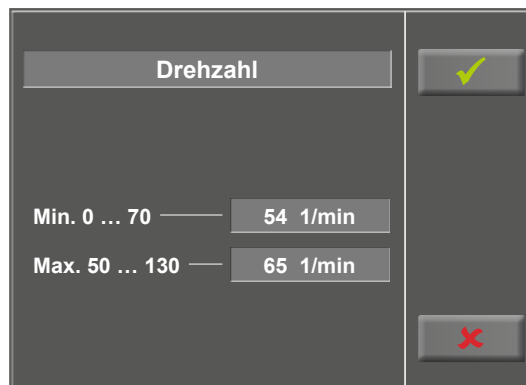 Drehzahl
Min. 0 … 70 54 1/min
Max. 50 … 130 65 1/min